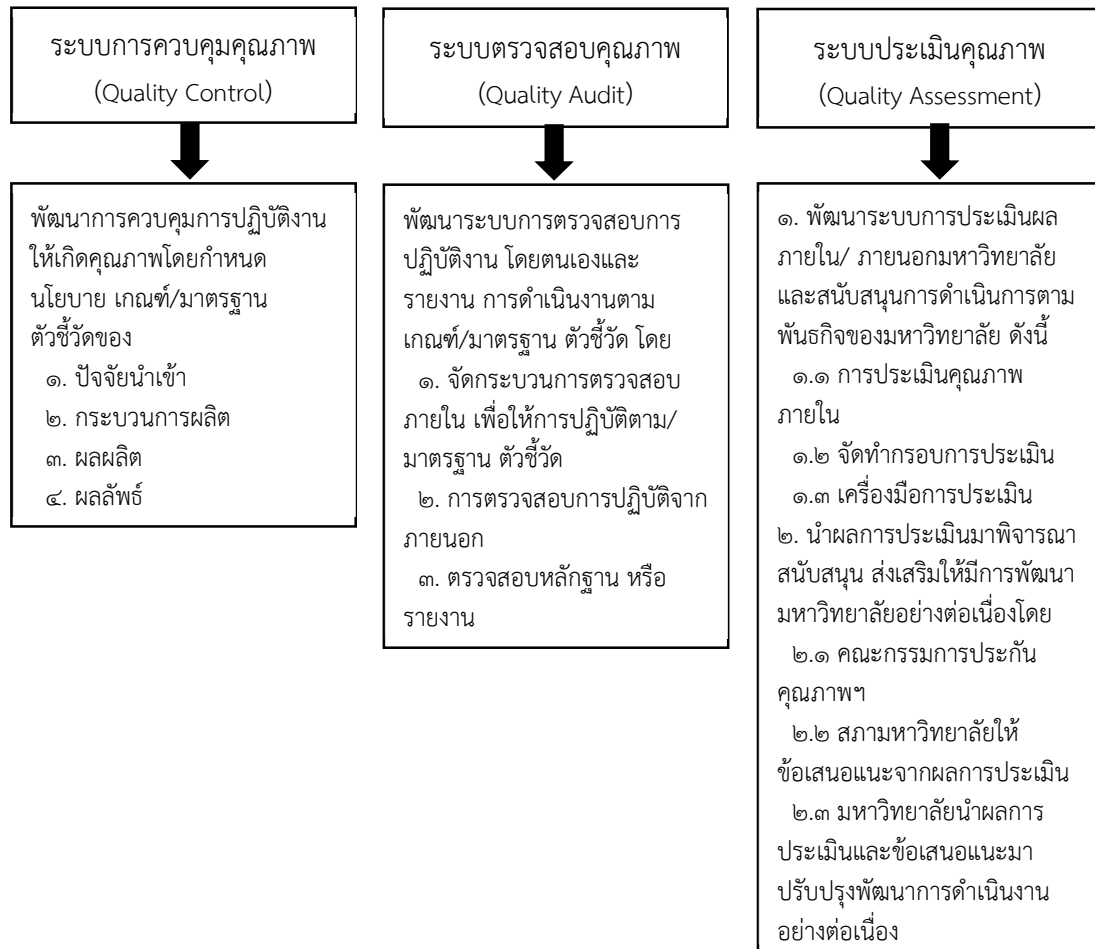 ระบบการควบคุมคุณภาพ
(Quality Control)
พัฒนาการควบคุมการปฏิบัติงาน
ให้เกิดคุณภาพโดยกำหนด
นโยบาย เกณฑ์/มาตรฐาน
ตัวชี้วัดของ
๑. ปัจจัยนำเข้า
๒. กระบวนการผลิต
๓. ผลผลิต
๔. ผลลัพธ์
ระบบตรวจสอบคุณภาพ
(Quality Audit)
พัฒนาระบบการตรวจสอบการ
ปฏิบัติงาน โดยตนเองและ
รายงาน การดำเนินงานตาม
เกณฑ์/มาตรฐาน ตัวชี้วัด โดย
๑. จัดกระบวนการตรวจสอบ
ภายใน เพื่อให้การปฏิบัติตาม/
มาตรฐาน ตัวชี้วัด
๒. การตรวจสอบการปฏิบัติจาก
ภายนอก
๓. ตรวจสอบหลักฐาน หรือ
รายงาน
ระบบประเมินคุณภาพ
(Quality Assessment)
๑. พัฒนาระบบการประเมินผล
ภายใน/ ภายนอกมหาวิทยาลัย
และสนับสนุนการดำเนินการตาม
พันธกิจของมหาวิทยาลัย ดังนี้
๑.๑ การประเมินคุณภาพ
ภายใน
๑.๒ จัดทำกรอบการประเมิน
๑.๓ เครื่องมือการประเมิน
๒. นำผลการประเมินมาพิจารณา
สนับสนุน ส่งเสริมให้มีการพัฒนา
มหาวิทยาลัยอย่างต่อเนื่องโดย
๒.๑ คณะกรรมการประกัน
คุณภาพฯ
๒.๒ สภามหาวิทยาลัยให้
ข้อเสนอแนะจากผลการประเมิน
๒.๓ มหาวิทยาลัยนำผลการ
ประเมินและข้อเสนอแนะมา
ปรับปรุงพัฒนาการดำเนินงาน
อย่างต่อเนื่อง